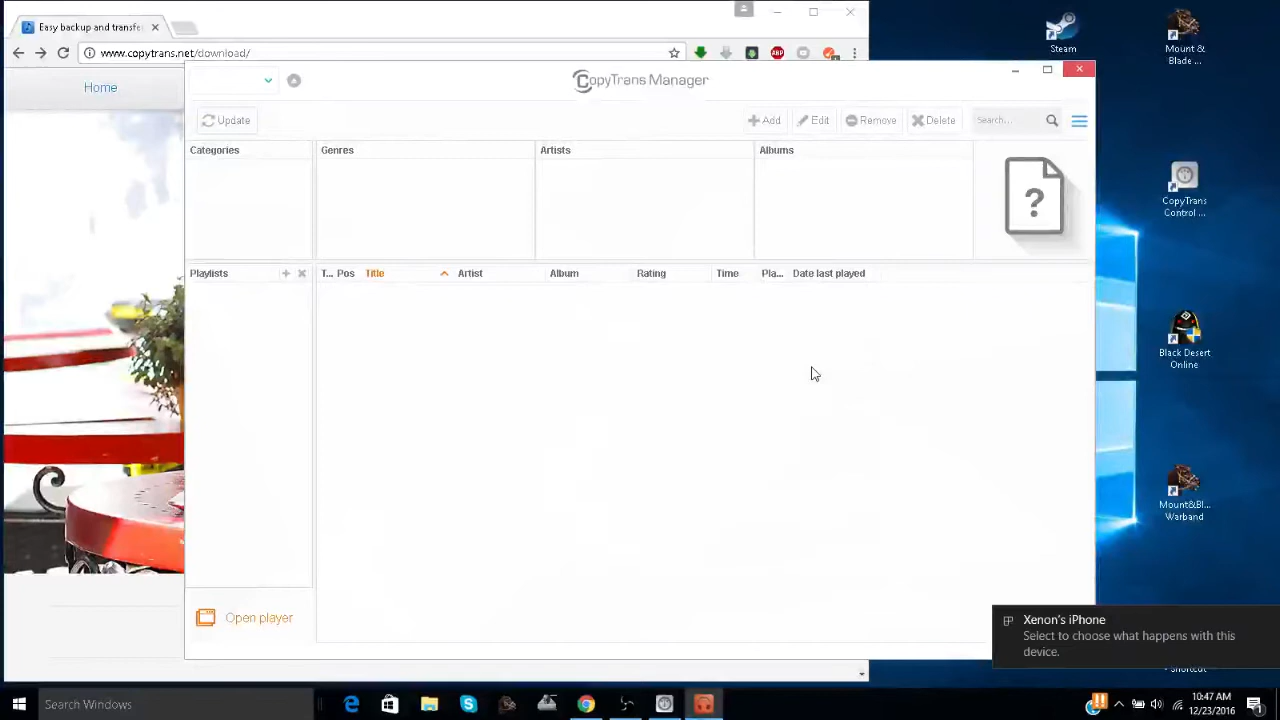 Easy backup and transfe
www.copytrans.net/download/
Home
CopyTrans Manager
Update
Add
Edit
Remove
Delete
Search...
Categories
Genres
Artists
Albums
?
Playlists
T... Pos Title Artist Album Rating Time Pla... Date last played
Open player
Steam
Mount &
Blade ...
CopyTrans
Control ...
Black Desert
Online
Mount&Bl...
Warband
Xenon's iPhone
Select to choose what happens with this
device.
Shortcut
Search Windows
10:47 AM
12/23/2016